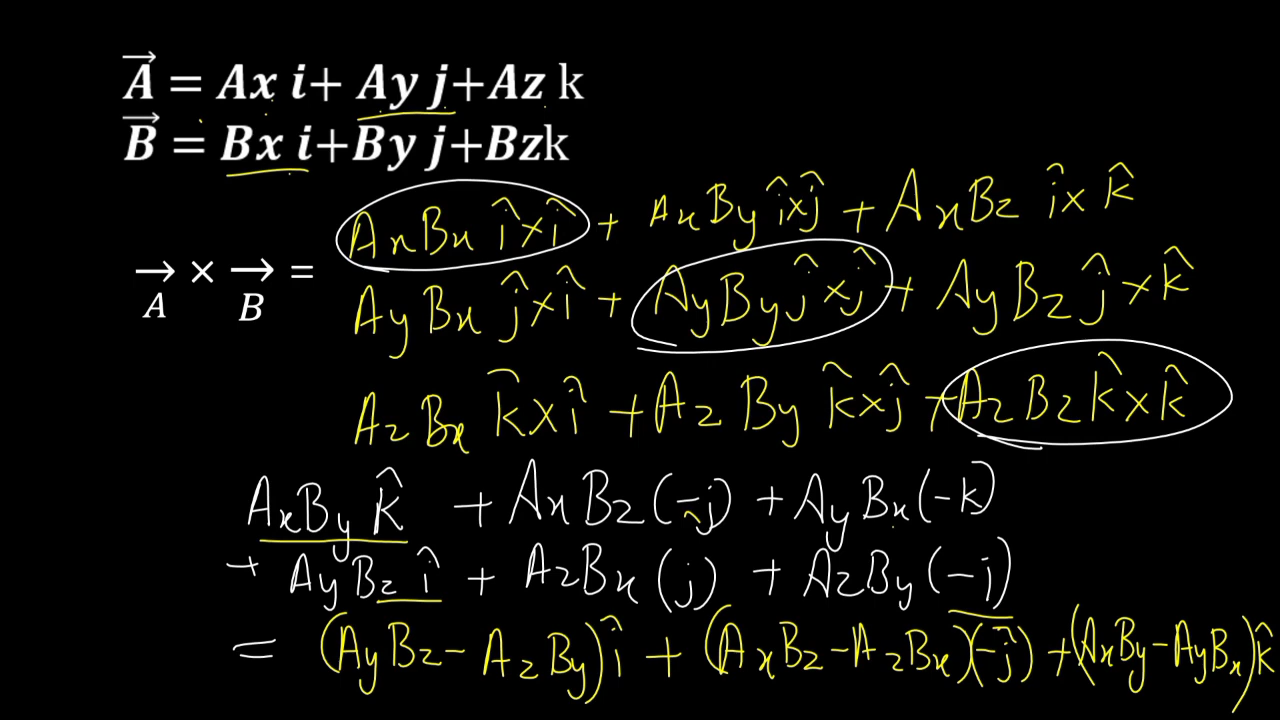 A⃗ = Ax i+ Ay j+Az k
B⃗ = Bx i+By j+Bzk
AxBx î×î + AxBy î×ĵ + AxBz î×k̂
→ × → =
A B
AyBx ĵ×î + AyBy ĵ×ĵ + AyBz ĵ×k̂
AzBx k̂×î + AzBy k̂×ĵ + AzBz k̂×k̂
AxBy k̂ + AxBz(-j) + AyBx(-k)
+ AyBz î + AzBx(j) + AzBy(-i)
= (AyBz - AzBy)î + (AxBz - AzBx)(-ĵ) + (AxBy - AyBx)k̂